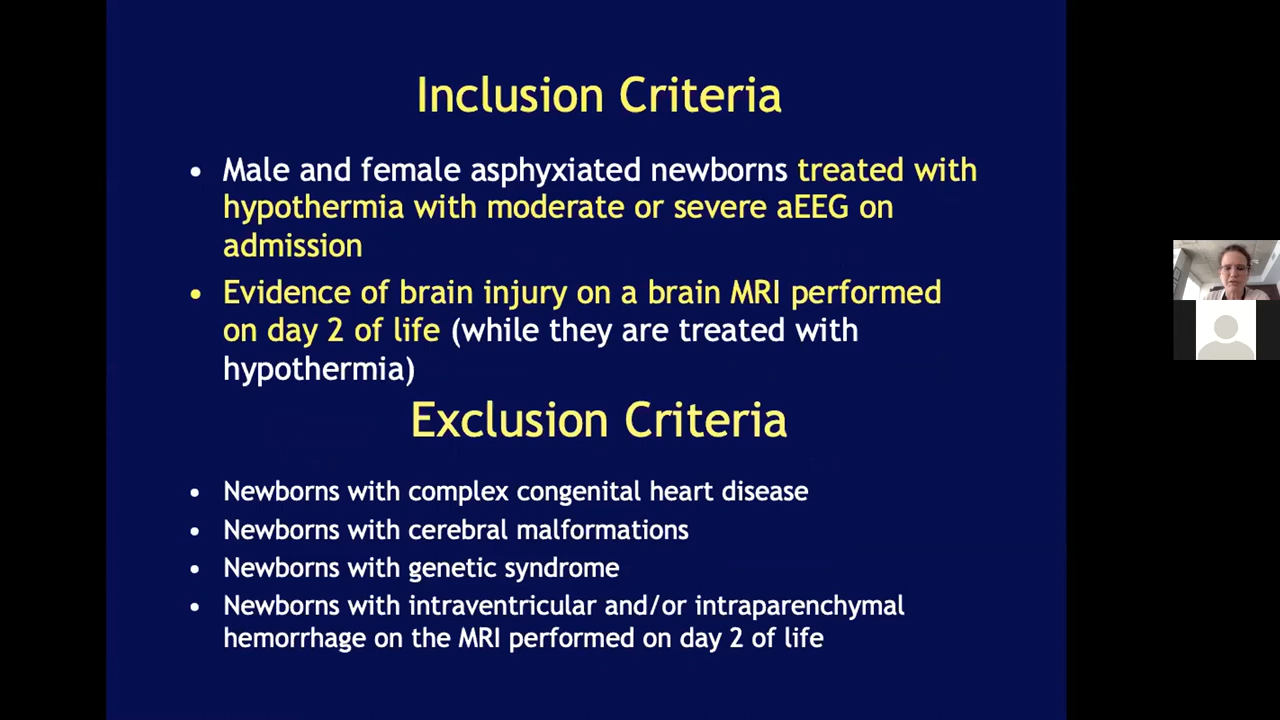 Inclusion Criteria
• Male and female asphyxiated newborns treated with
hypothermia with moderate or severe aEEG on
admission
• Evidence of brain injury on a brain MRI performed
on day 2 of life (while they are treated with
hypothermia)
Exclusion Criteria
• Newborns with complex congenital heart disease
• Newborns with cerebral malformations
• Newborns with genetic syndrome
• Newborns with intraventricular and/or intraparenchymal
hemorrhage on the MRI performed on day 2 of life